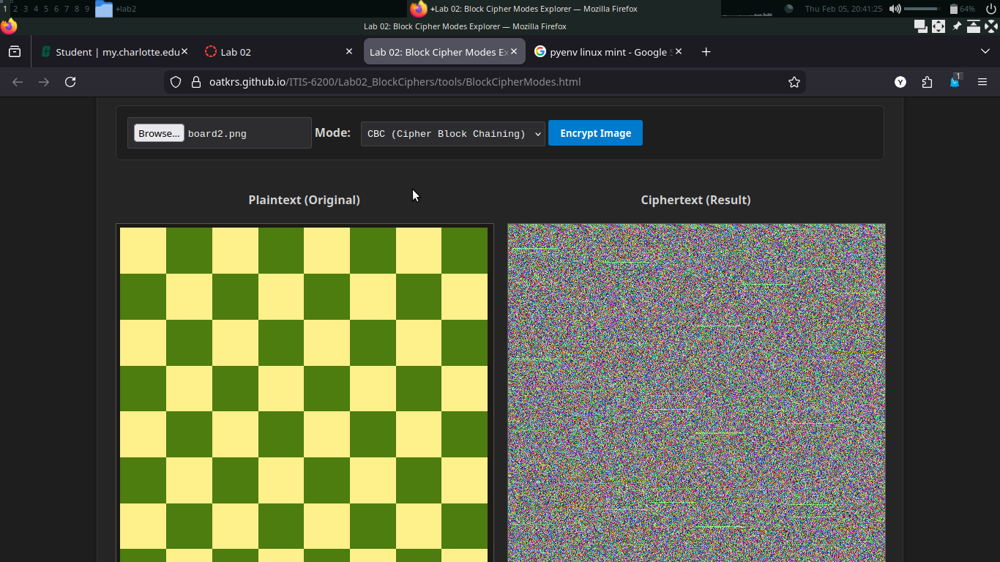 1 2 3 4 5 6 7 8 9 +lab2 +Lab 02: Block Cipher Modes Explorer — Mozilla Firefox Thu Feb 05, 20:41:25 64%
Lab 02: Block Cipher Modes Explorer — Mozilla Firefox
Student | my.charlotte.edu Lab 02 Lab 02: Block Cipher Modes Ex pyenv linux mint - Google S
oatkrs.github.io/ITIS-6200/Lab02_BlockCiphers/tools/BlockCipherModes.html Y 1
Browse... board2.png Mode: CBC (Cipher Block Chaining) Encrypt Image
Plaintext (Original) Ciphertext (Result)